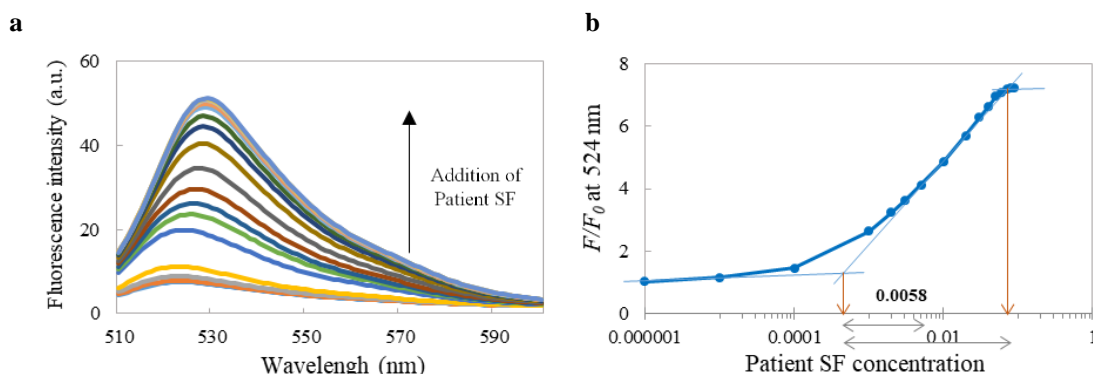 a
60
40
20
0
510
530
550
570
590
Fluorescence intensity (a.u.)
Wavelengh (nm)
Addition of
Patient SF
b
8
6
4
2
0
0.000001
0.0001
0.01
1
F/F0 at 524 nm
0.0058
Patient SF concentration